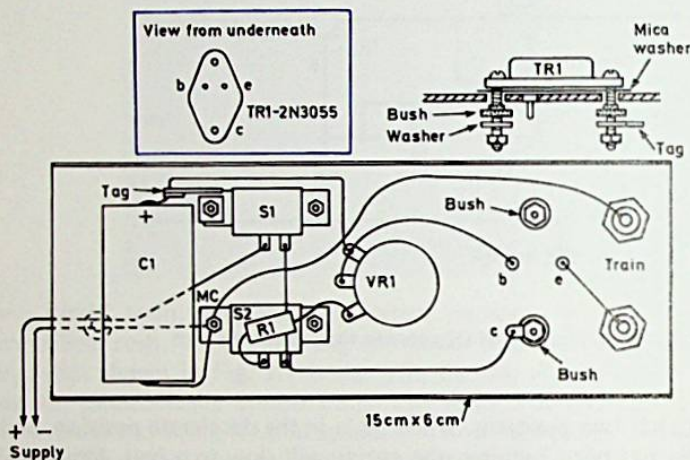 View from underneath
b
e
TR1-2N3055
c
Mica
washer
TR1
Bush
Washer
Tag
Tag
+
S1
Bush
C1
VR1
Train
b
e
MC
S2
R1
c
Bush
+ −
Supply
15cm x 6cm